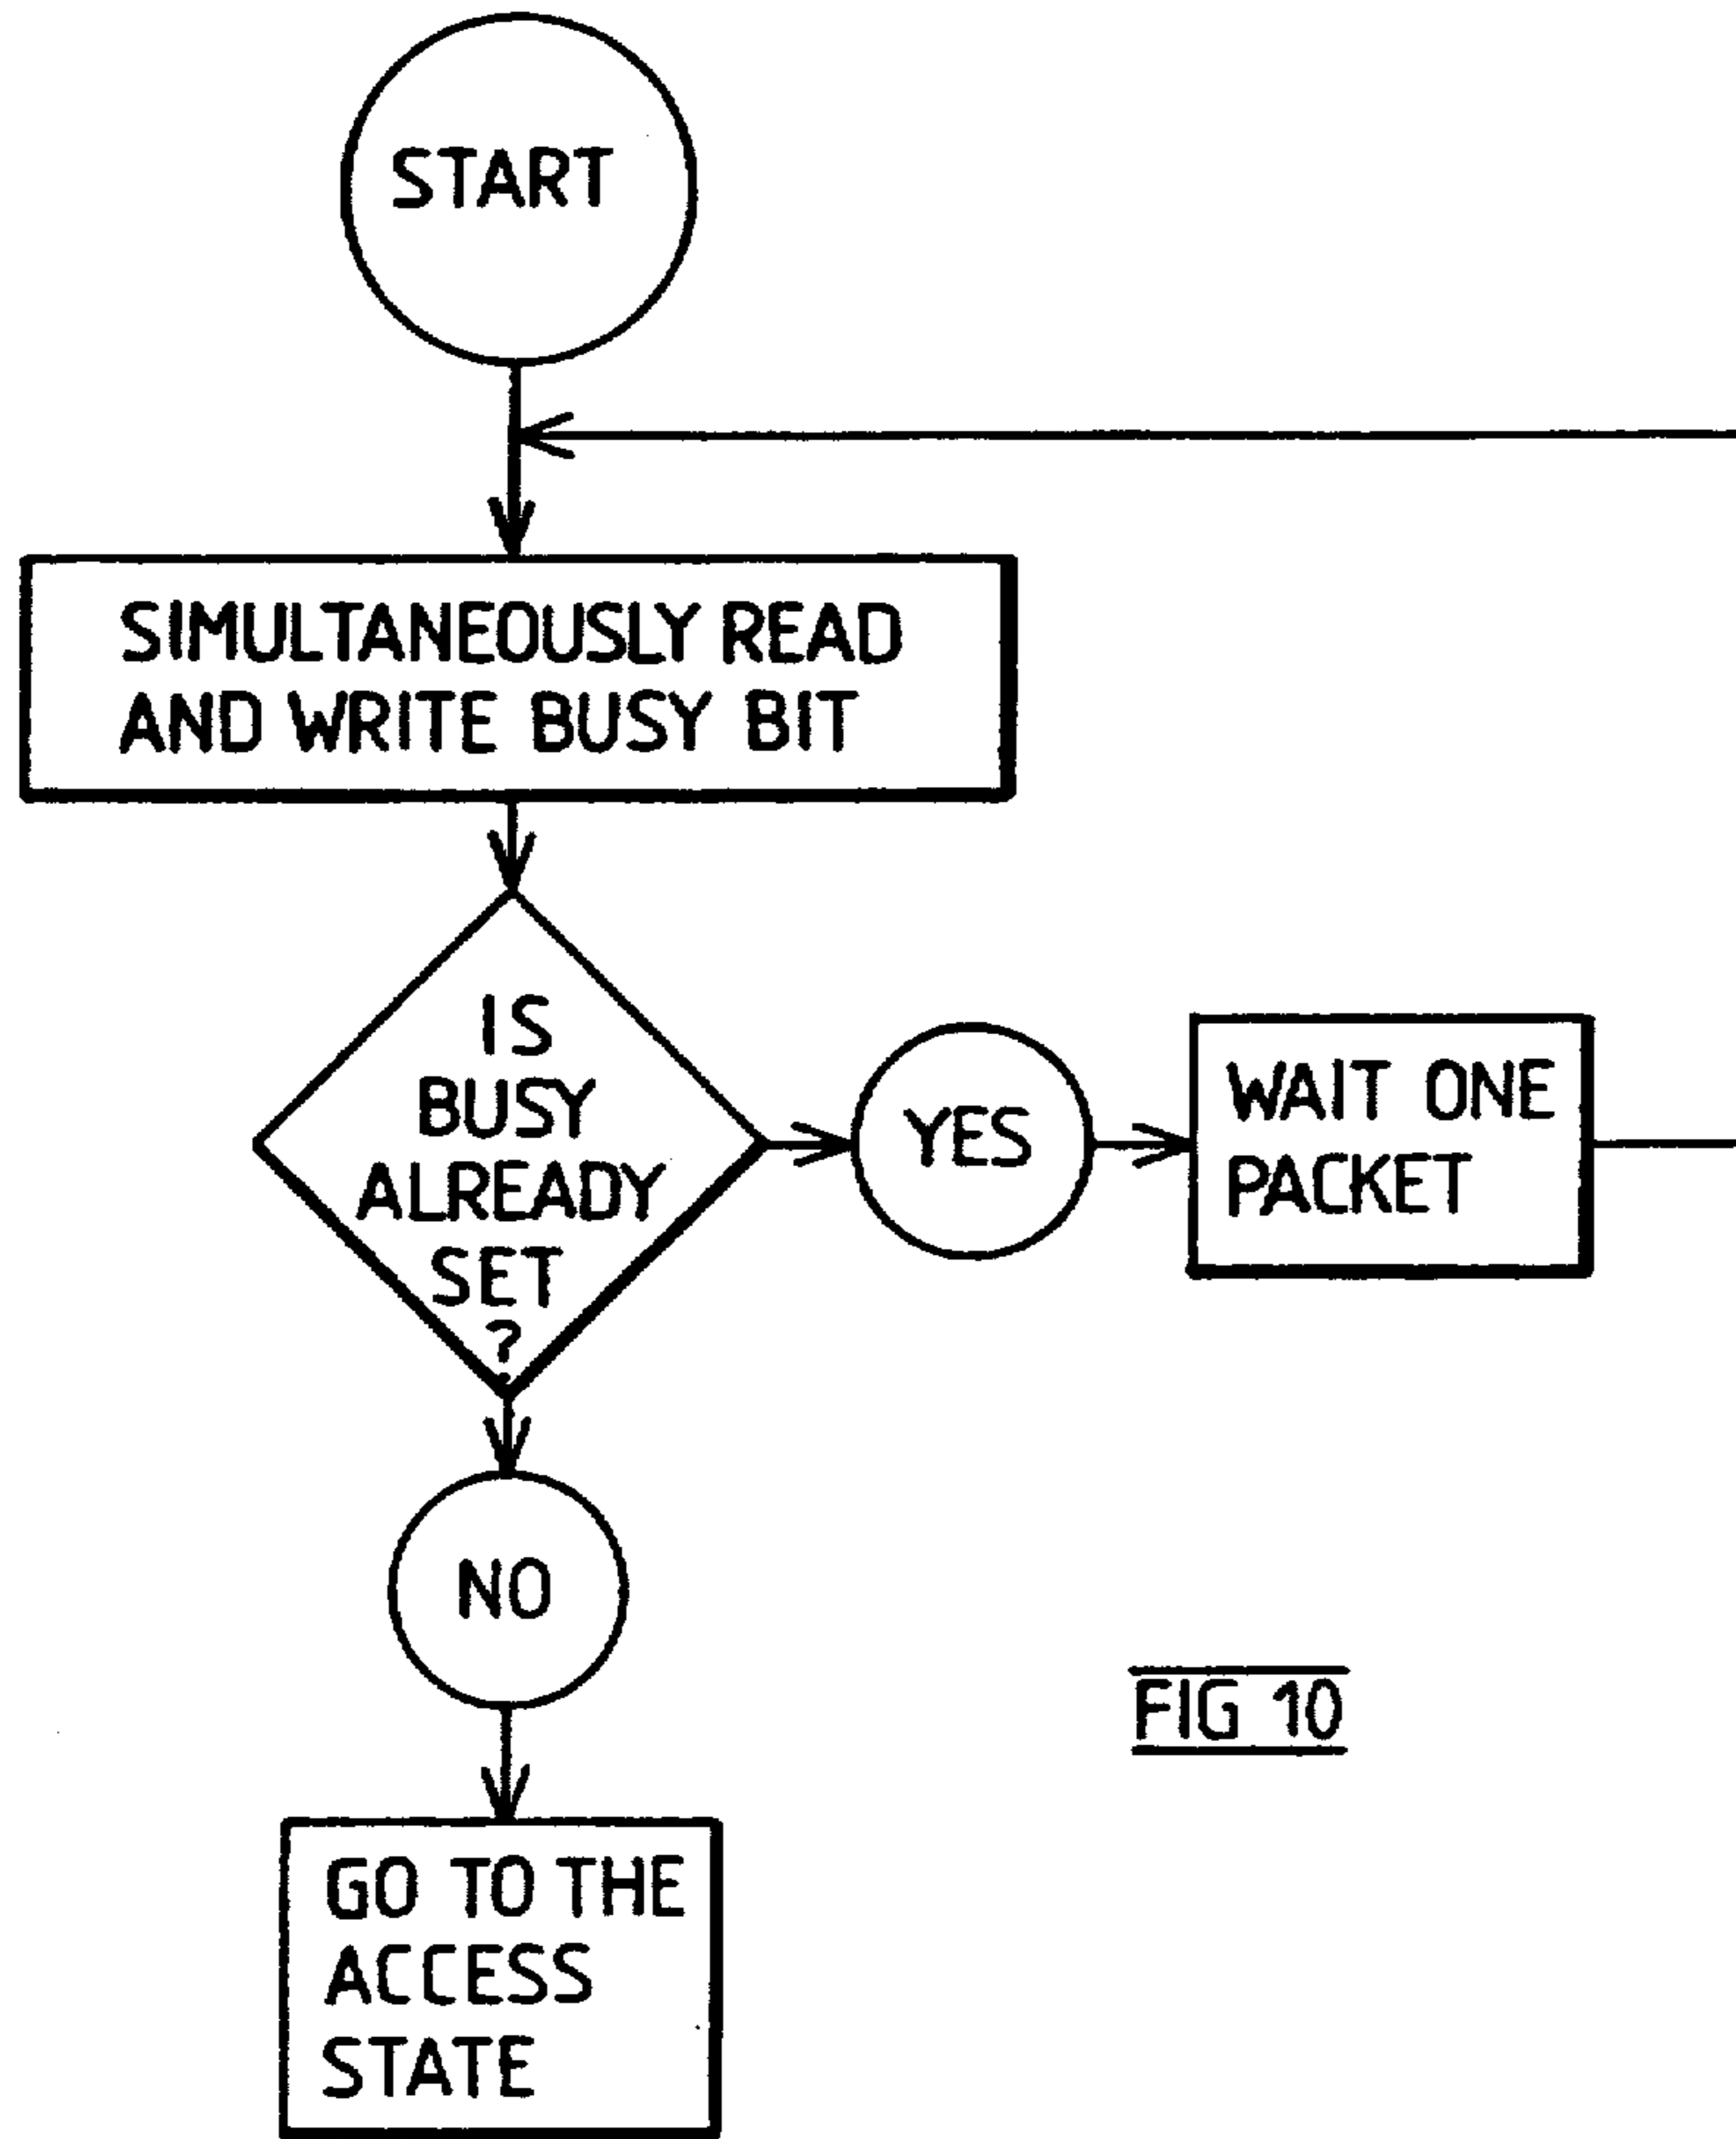 START
SIMULTANEOUSLY READ
AND WRITE BUSY BIT
IS
BUSY
ALREADY
SET
?
YES
WAIT ONE
PACKET
NO
FIG 10
GO TO THE
ACCESS
STATE